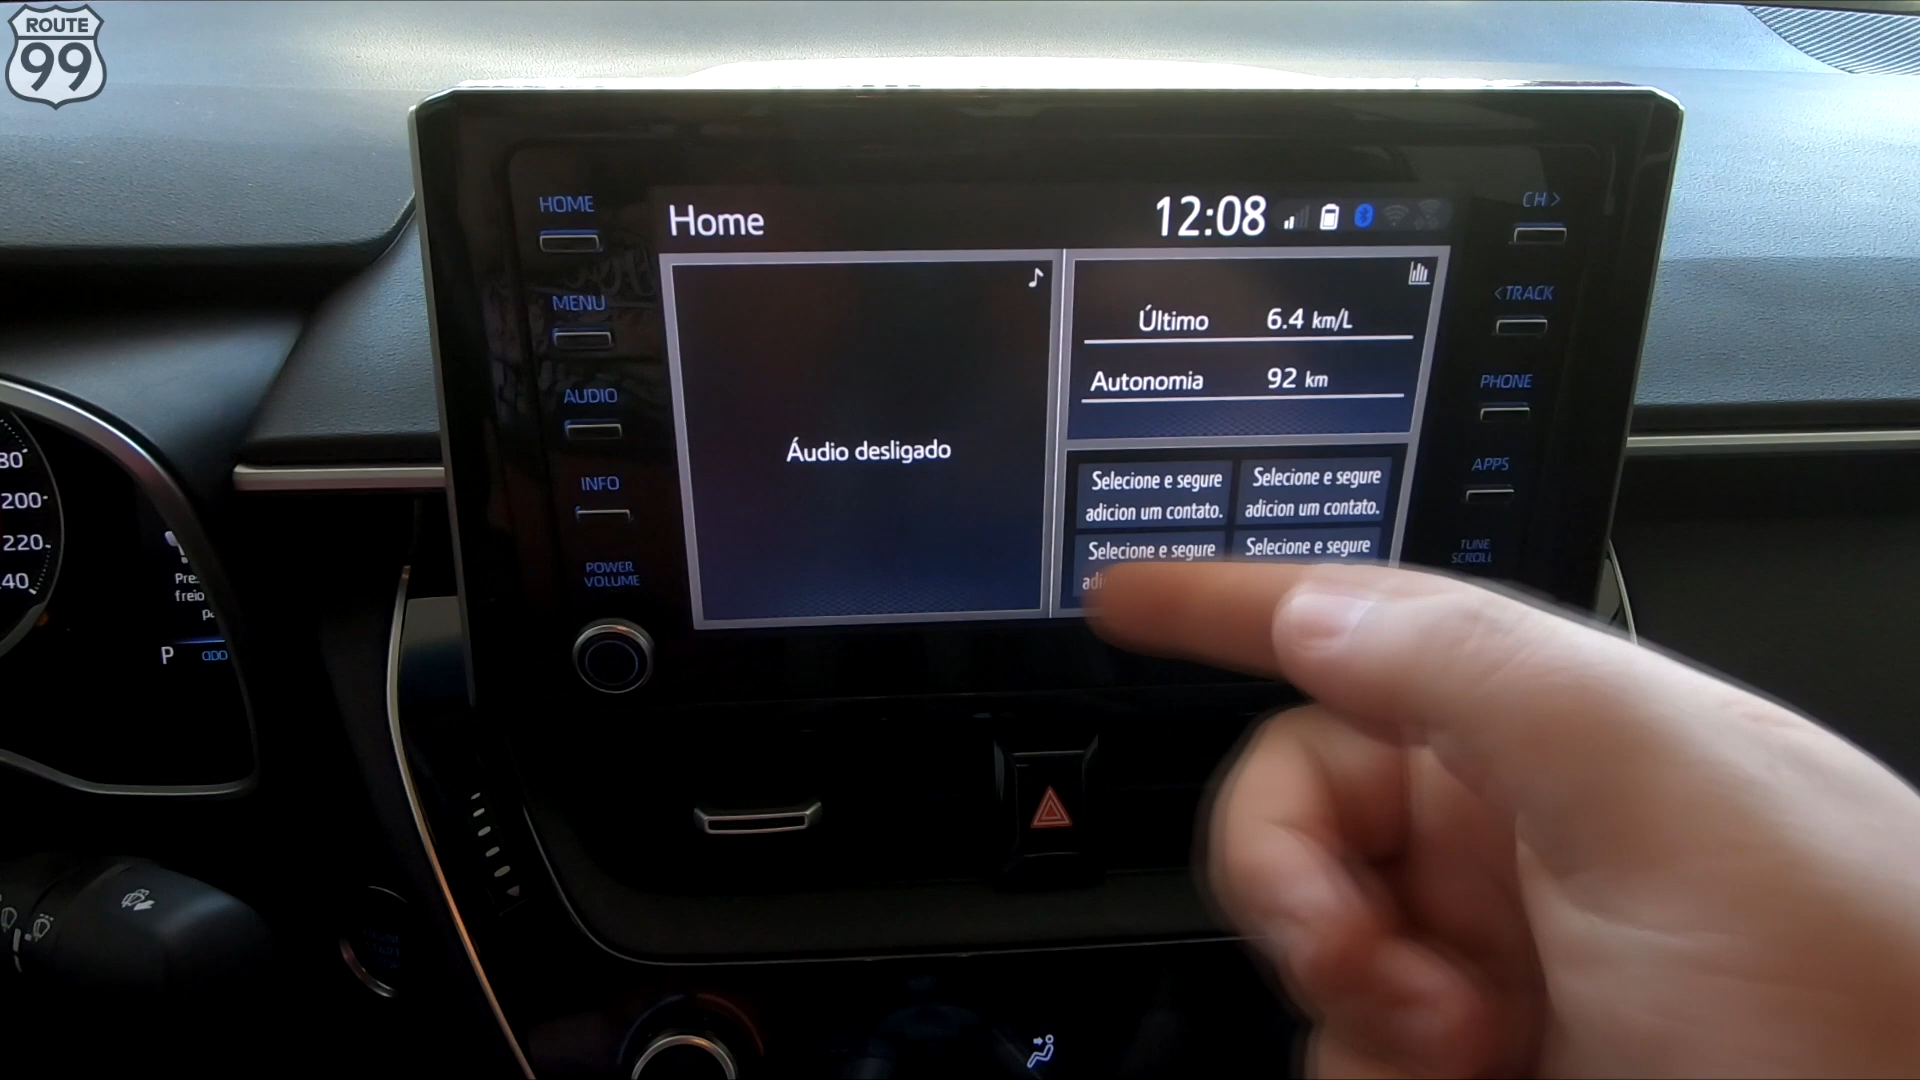 ROUTE
99
HOME
MENU
AUDIO
INFO
POWER
VOLUME
Home
12:08
Áudio desligado
Último 6.4 km/L
Autonomia 92 km
Selecione e segure
adicion um contato.
Selecione e segure
adicion um contato.
Selecione e segure
Selecione e segure
CH >
< TRACK
PHONE
APPS
TUNE
SCROLL
200
220
freio
P ODO